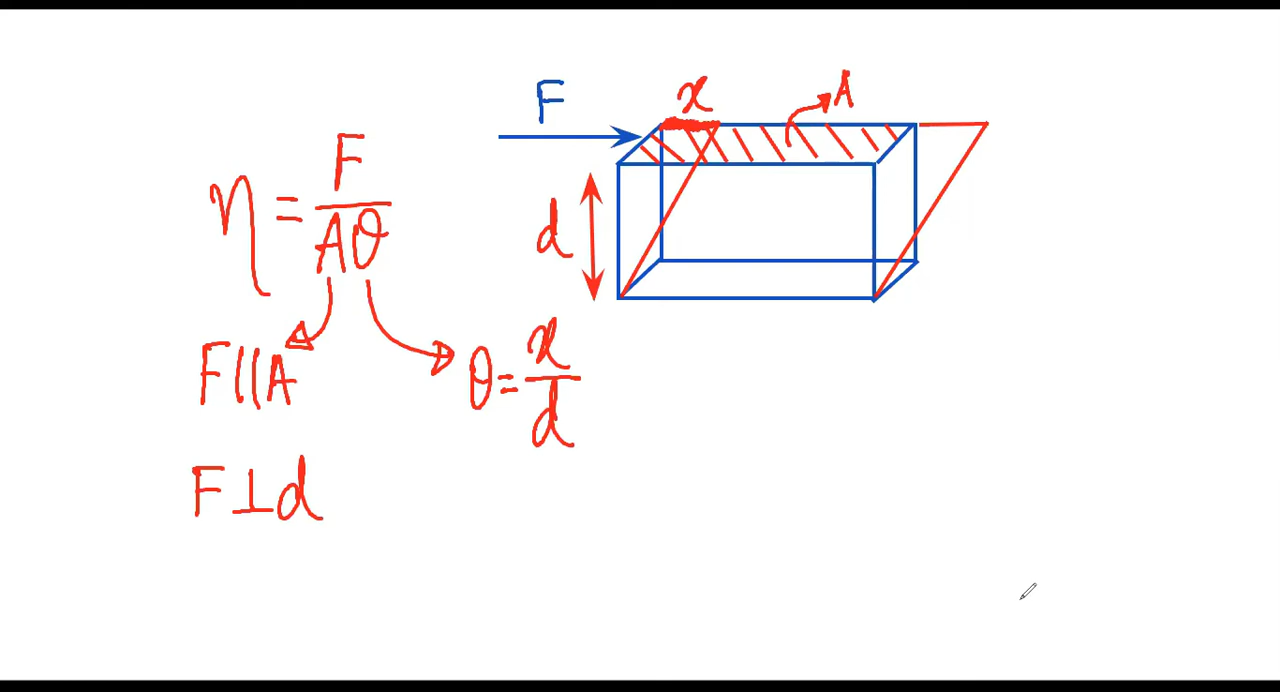 F
x
A
η = F / Aθ
d
F || A
θ = x / d
F ⊥ d